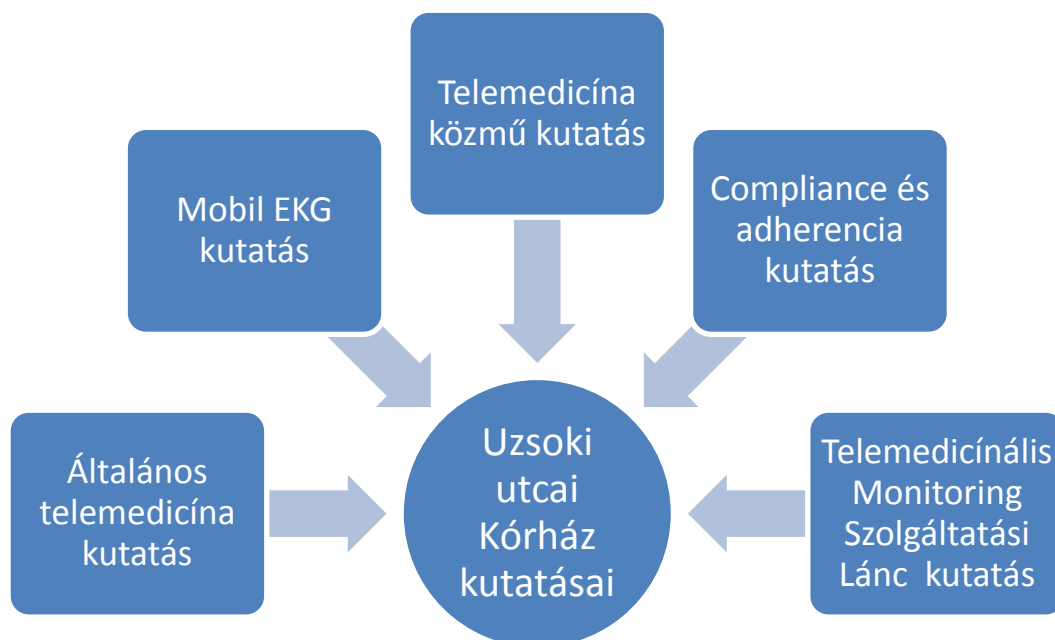 Telemedicína
közmű kutatás
Mobil EKG
kutatás
Compliance és
adherencia
kutatás
Általános
telemedicína
kutatás
Uzsoki
utcai
Kórház
kutatásai
Telemedicínális
Monitoring
Szolgáltatási
Lánc kutatás